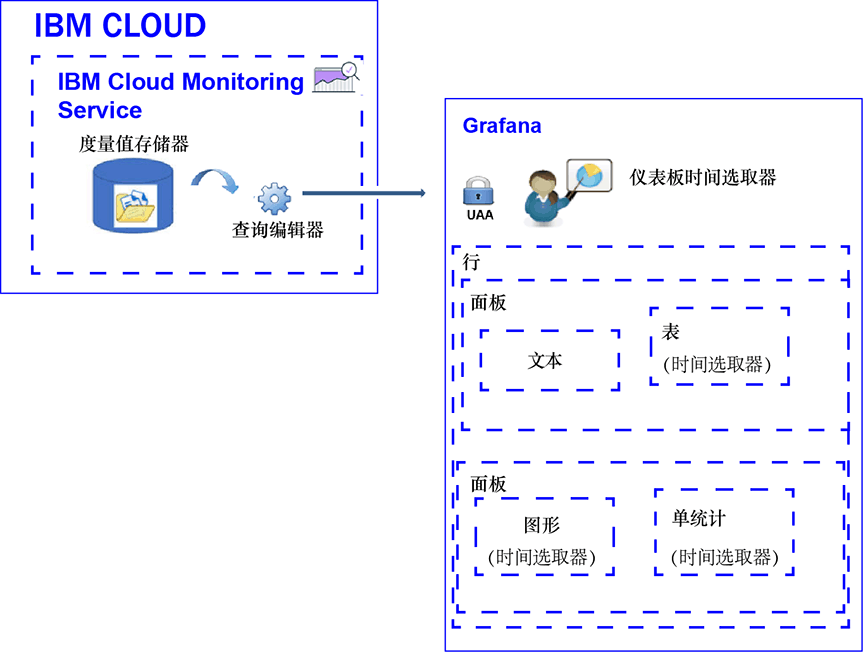 IBM CLOUD
IBM Cloud Monitoring
Service
度量值存储器
查询编辑器
Grafana
UAA
仪表板时间选取器
行
面板
文本
表
(时间选取器)
面板
图形
(时间选取器)
单统计
(时间选取器)